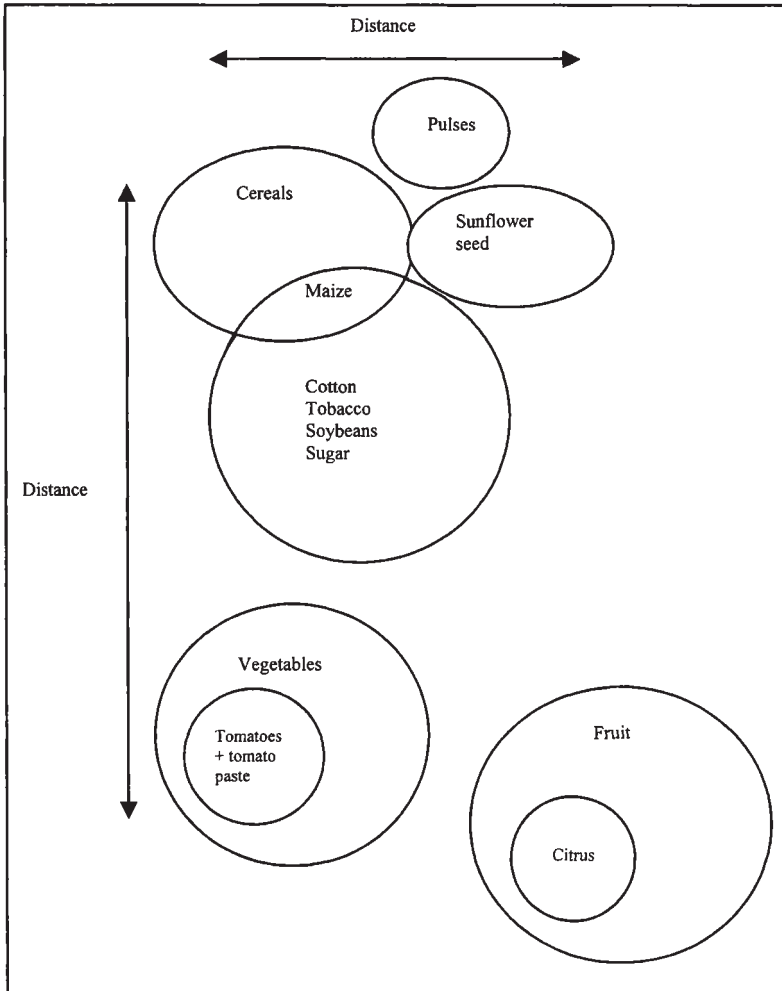 Distance
Pulses
Cereals
Sunflower
seed
Maize
Cotton
Tobacco
Soybeans
Sugar
Distance
Vegetables
Tomatoes
+ tomato
paste
Fruit
Citrus